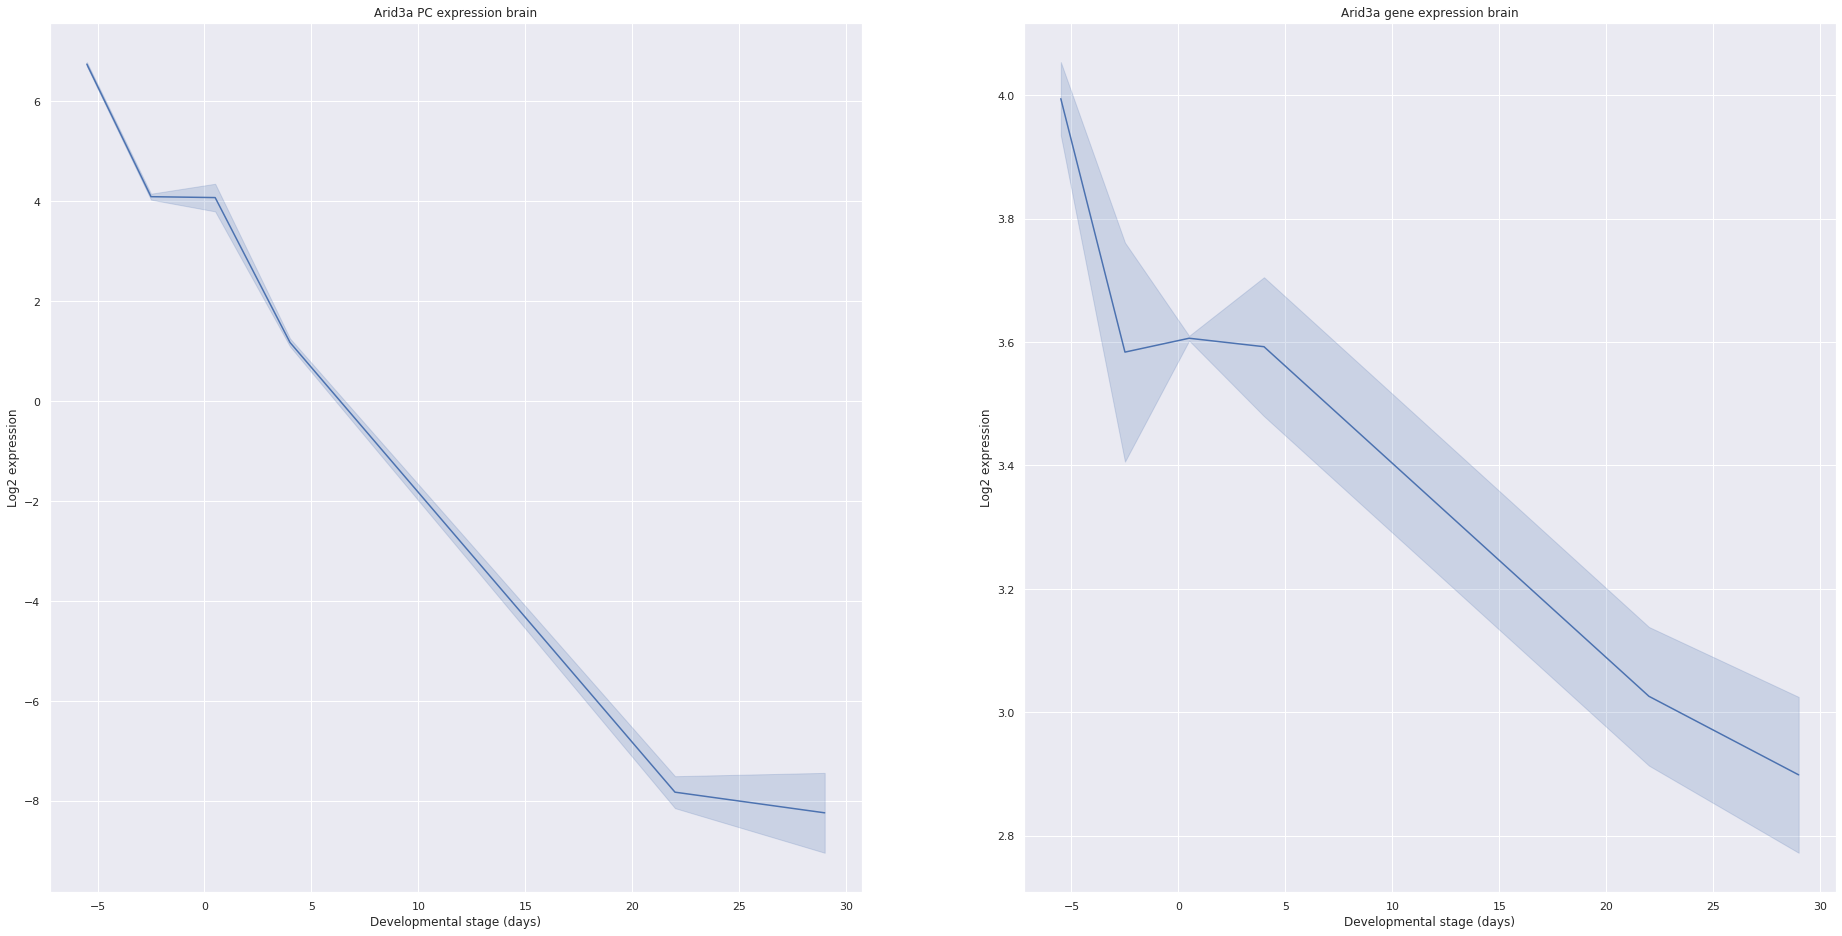 Arid3a PC expression brain
Log2 expression
6
4
2
0
−2
−4
−6
−8
−5 0 5 10 15 20 25 30
Developmental stage (days)
Arid3a gene expression brain
Log2 expression
4.0
3.8
3.6
3.4
3.2
3.0
2.8
−5 0 5 10 15 20 25 30
Developmental stage (days)